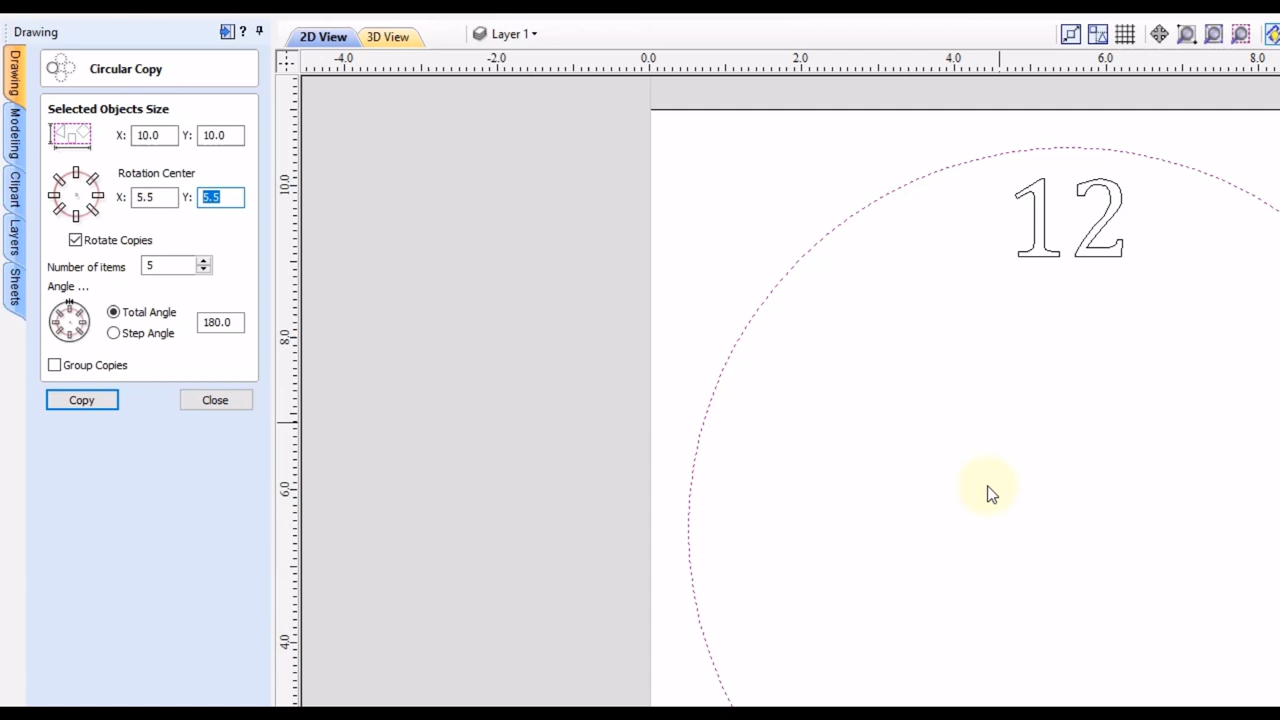 Drawing ?
2D View 3D View Layer 1
Circular Copy
-4.0 -2.0 0.0 2.0 4.0 6.0 8.0
Selected Objects Size
X: 10.0 Y: 10.0
Rotation Center
X: 5.5 Y: 5.5
Rotate Copies
Number of items 5
Angle ...
Total Angle
180.0
Step Angle
Group Copies
Copy Close
Drawing
Modeling
Clipart
Layers
Sheets
10.0
8.0
6.0
4.0
12